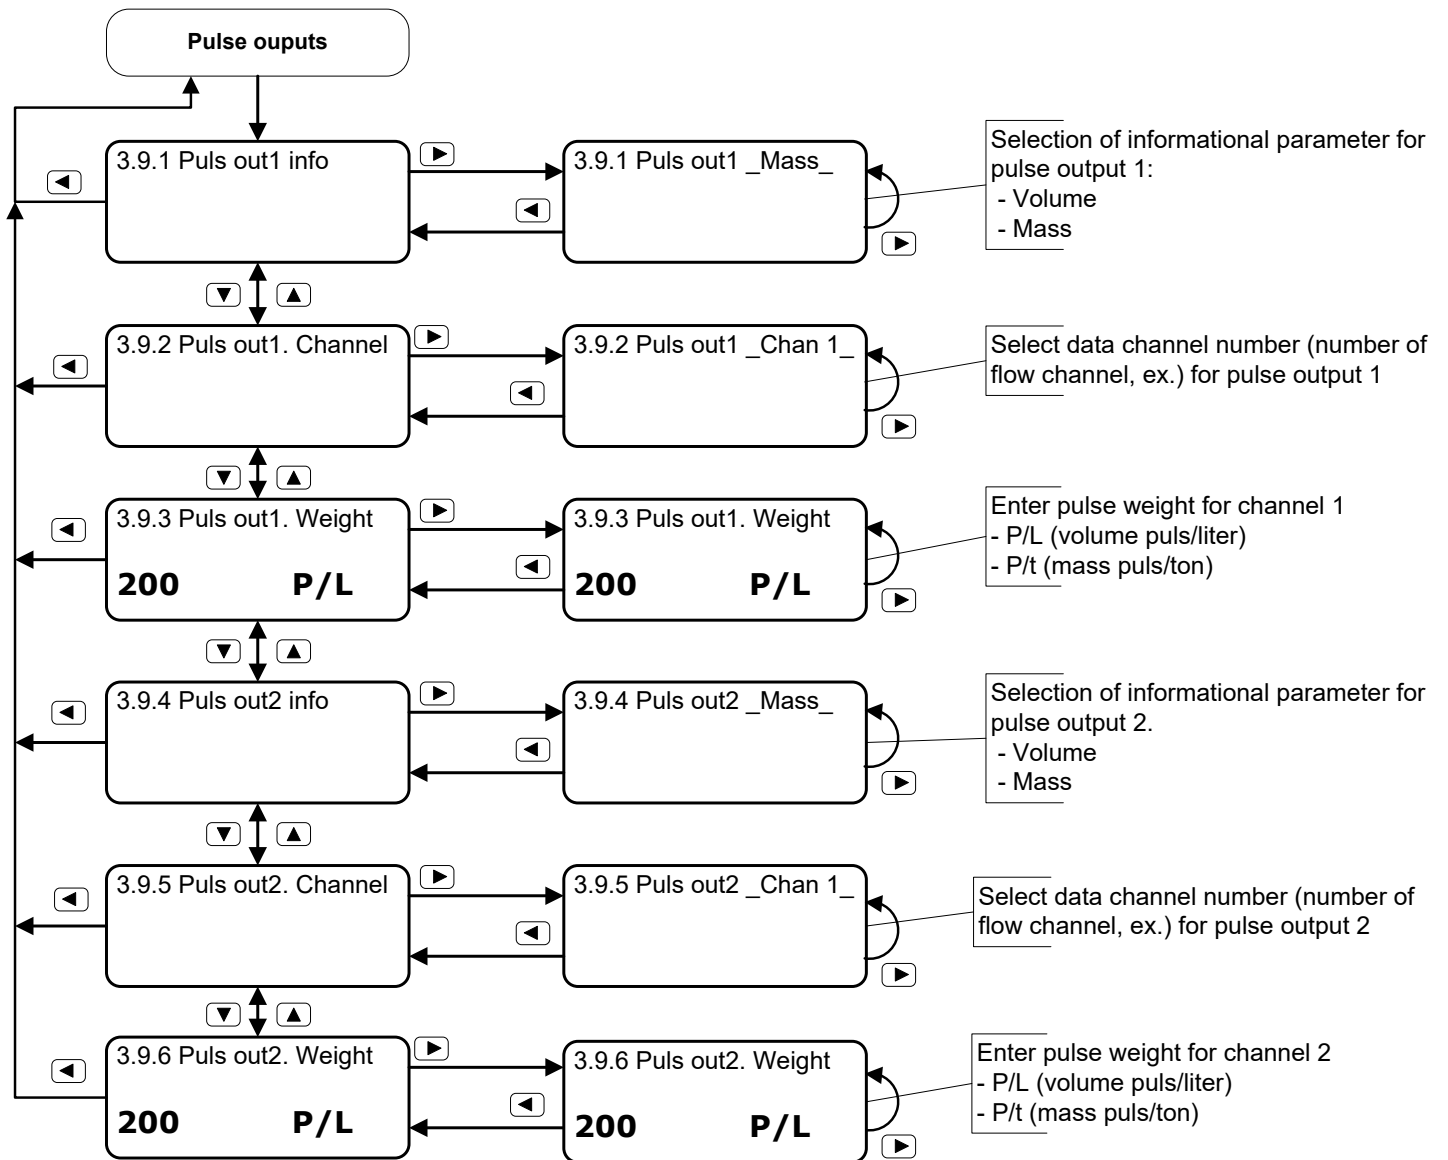 Pulse ouputs
3.9.1 Puls out1 info
3.9.1 Puls out1 _Mass_
Selection of informational parameter for
pulse output 1:
- Volume
- Mass
3.9.2 Puls out1. Channel
3.9.2 Puls out1 _Chan 1_
Select data channel number (number of
flow channel, ex.) for pulse output 1
3.9.3 Puls out1. Weight
200 P/L
3.9.3 Puls out1. Weight
200 P/L
Enter pulse weight for channel 1
- P/L (volume puls/liter)
- P/t (mass puls/ton)
3.9.4 Puls out2 info
3.9.4 Puls out2 _Mass_
Selection of informational parameter for
pulse output 2.
- Volume
- Mass
3.9.5 Puls out2. Channel
3.9.5 Puls out2 _Chan 1_
Select data channel number (number of
flow channel, ex.) for pulse output 2
3.9.6 Puls out2. Weight
200 P/L
3.9.6 Puls out2. Weight
200 P/L
Enter pulse weight for channel 2
- P/L (volume puls/liter)
- P/t (mass puls/ton)